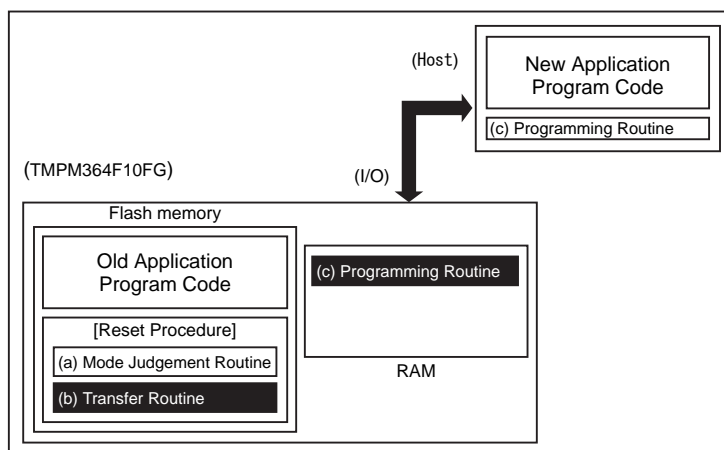 (Host)
New Application
Program Code
(c) Programming Routine
(TMPM364F10FG)
(I/O)
Flash memory
Old Application
Program Code
[Reset Procedure]
(a) Mode Judgement Routine
(b) Transfer Routine
(c) Programming Routine
RAM